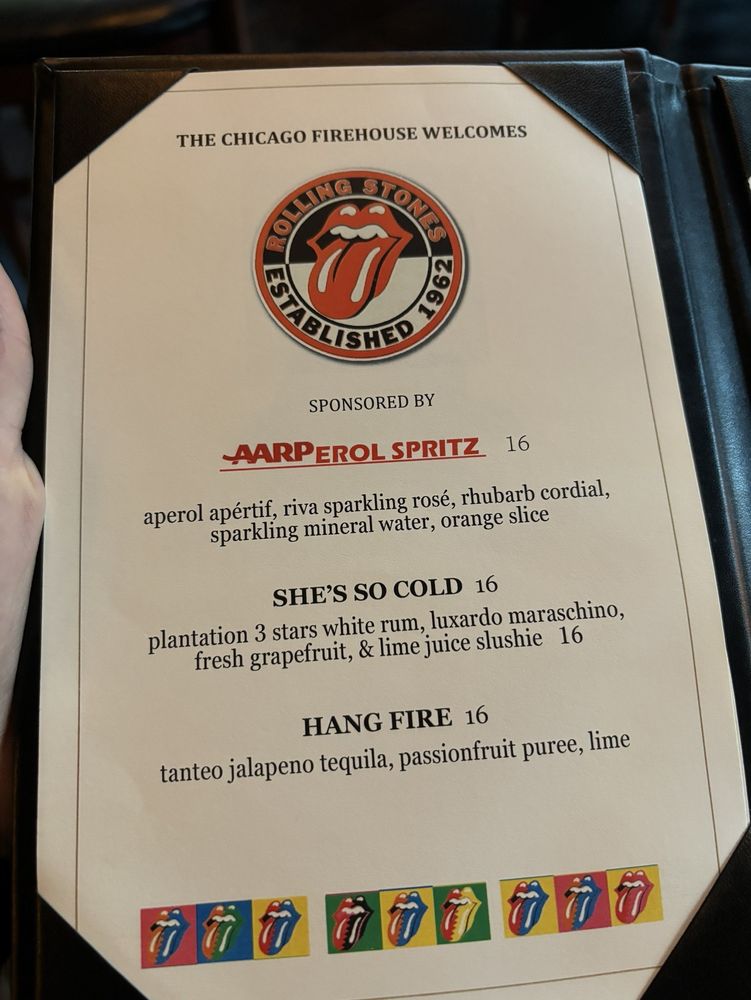 THE CHICAGO FIREHOUSE WELCOMES
ROLLING STONES
ESTABLISHED 1962
SPONSORED BY
AARPEROL SPRITZ 16
aperol apértif, riva sparkling rosé, rhubarb cordial,
sparkling mineral water, orange slice
SHE'S SO COLD 16
plantation 3 stars white rum, luxardo maraschino,
fresh grapefruit, & lime juice slushie 16
HANG FIRE 16
tanteo jalapeno tequila, passionfruit puree, lime